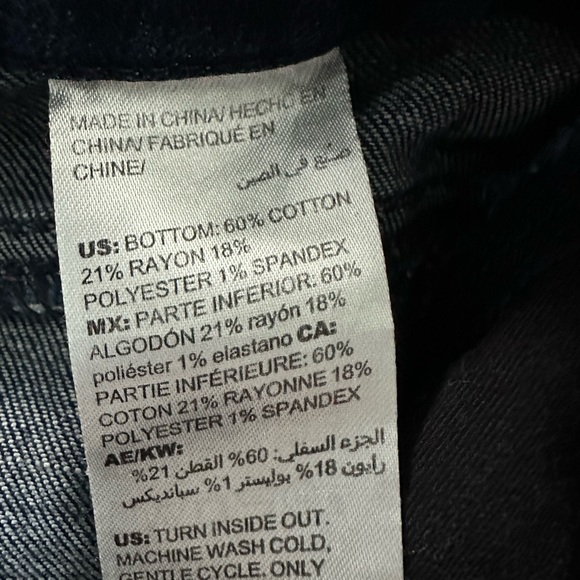 MADE IN CHINA/ HECHO EN
CHINA/ FABRIQUÉ EN
CHINE/
صنع في الصين
US: BOTTOM: 60% COTTON
21% RAYON 18%
POLYESTER 1% SPANDEX
MX: PARTE INFERIOR: 60%
ALGODÓN 21% rayón 18%
poliéster 1% elastano CA:
PARTIE INFÉRIEURE: 60%
COTON 21% RAYONNE 18%
POLYESTER 1% SPANDEX
AE/KW:
الجزء السفلي: 60% القطن 21%
رايون 18% بوليستر 1% سبانديكس
US: TURN INSIDE OUT.
MACHINE WASH COLD,
GENTLE CYCLE. ONLY